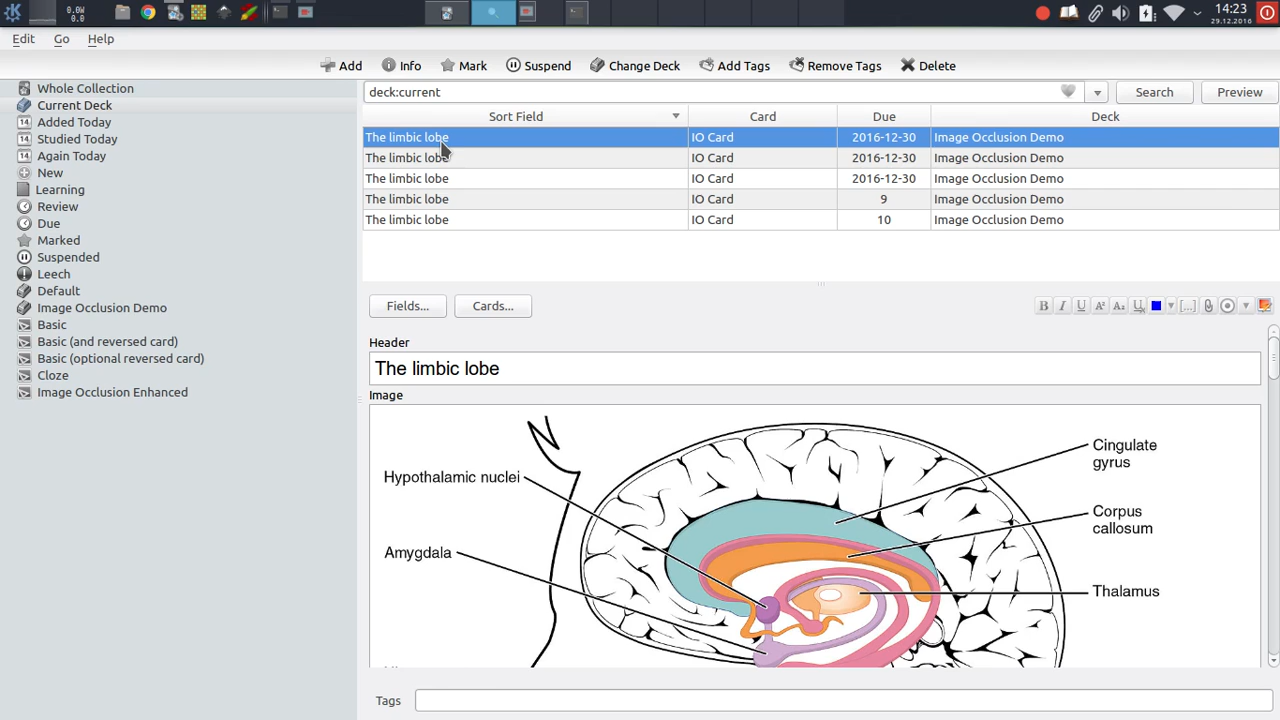 0.0W
0.0W
14:23
29.12.2016
Edit Go Help
Add Info Mark Suspend Change Deck Add Tags Remove Tags Delete
Whole Collection
Current Deck
Added Today
Studied Today
Again Today
New
Learning
Review
Due
Marked
Suspended
Leech
Default
Image Occlusion Demo
Basic
Basic (and reversed card)
Basic (optional reversed card)
Cloze
Image Occlusion Enhanced
deck:current Search Preview
Sort Field Card Due Deck
The limbic lobe IO Card 2016-12-30 Image Occlusion Demo
The limbic lobe IO Card 2016-12-30 Image Occlusion Demo
The limbic lobe IO Card 2016-12-30 Image Occlusion Demo
The limbic lobe IO Card 9 Image Occlusion Demo
The limbic lobe IO Card 10 Image Occlusion Demo
Fields... Cards...
Header
The limbic lobe
Image
Cingulate
gyrus
Hypothalamic nuclei
Corpus
callosum
Amygdala
Thalamus
Tags